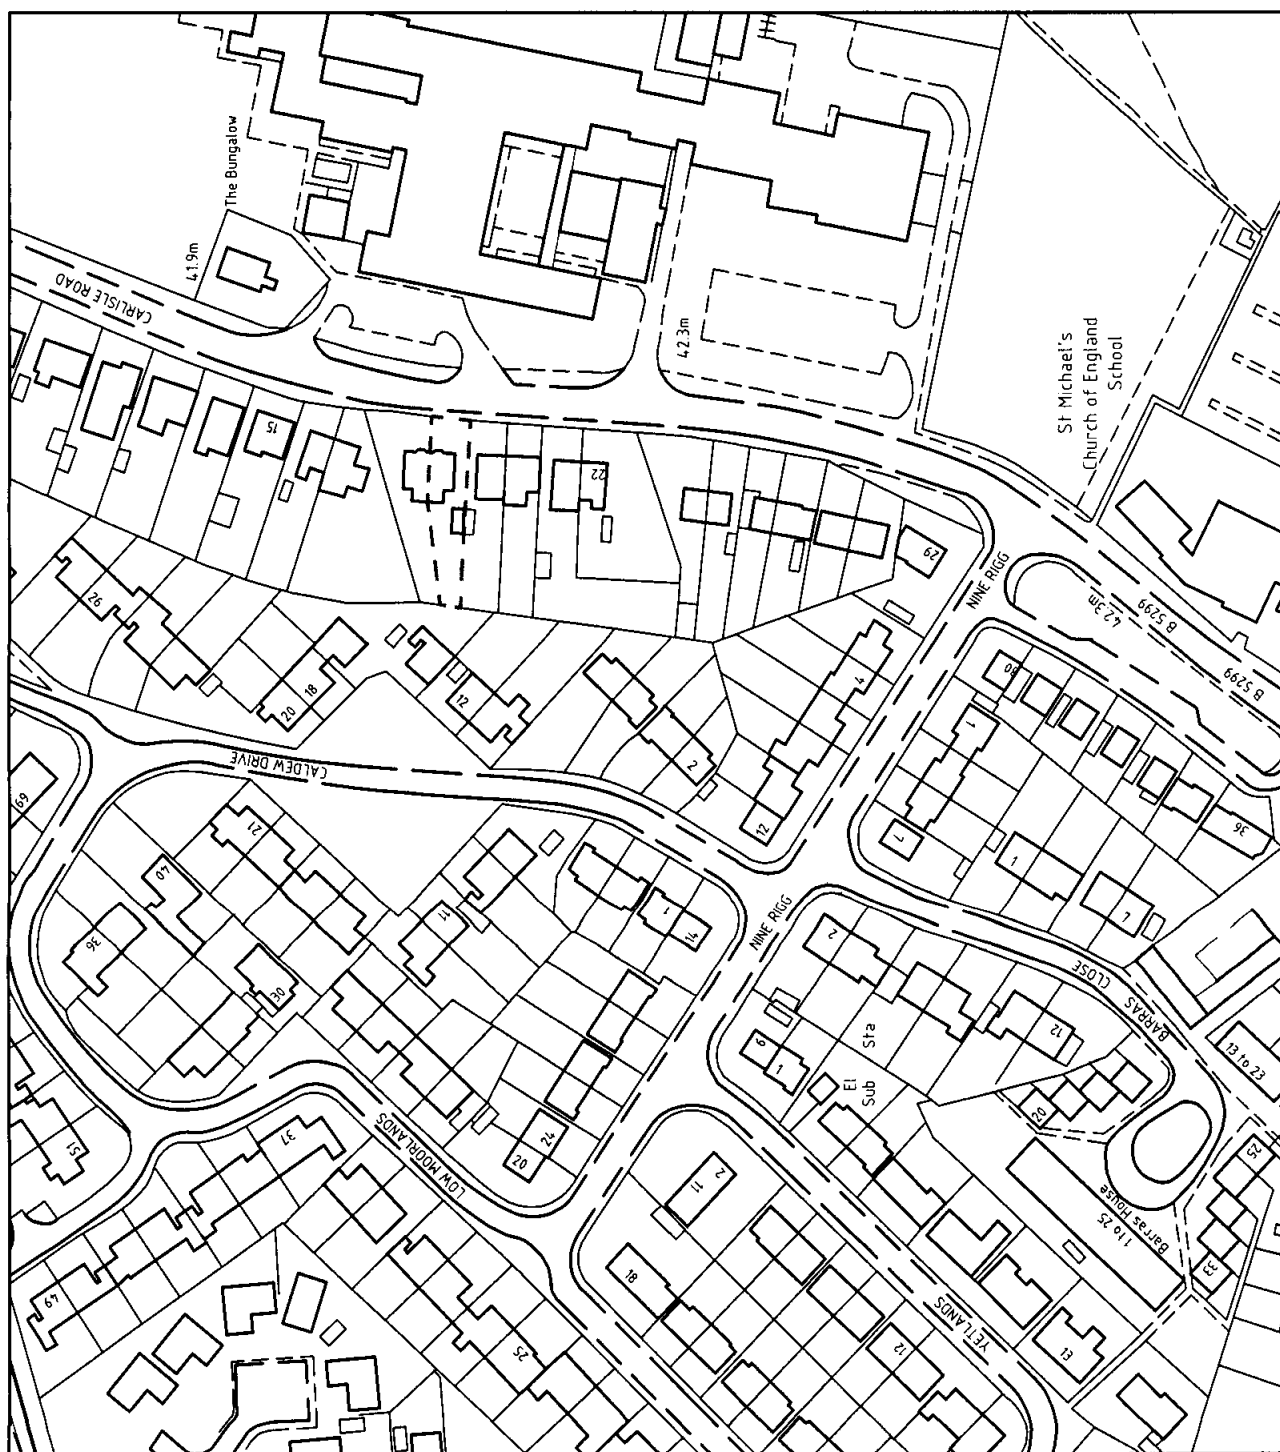 The Bungalow
41.9m
CARLISLE ROAD
42.3m
St Michael's
Church of England
School
15
22
29
NINE RIGG
42.3m
B 5299
B 5299
26
20
18
12
2
4
12
30
1
7
36
CALDEW DRIVE
69
21
40
36
30
11
1
14
NINE RIGG
1
7
2
12
CLOSE
BARRAS
13 to 23
6
1
El
Sub Sta
20
25
33
Barras House
11 to 25
51
37
49
LOW MOORLANDS
20
24
11
2
18
25
12
YETLANDS
13